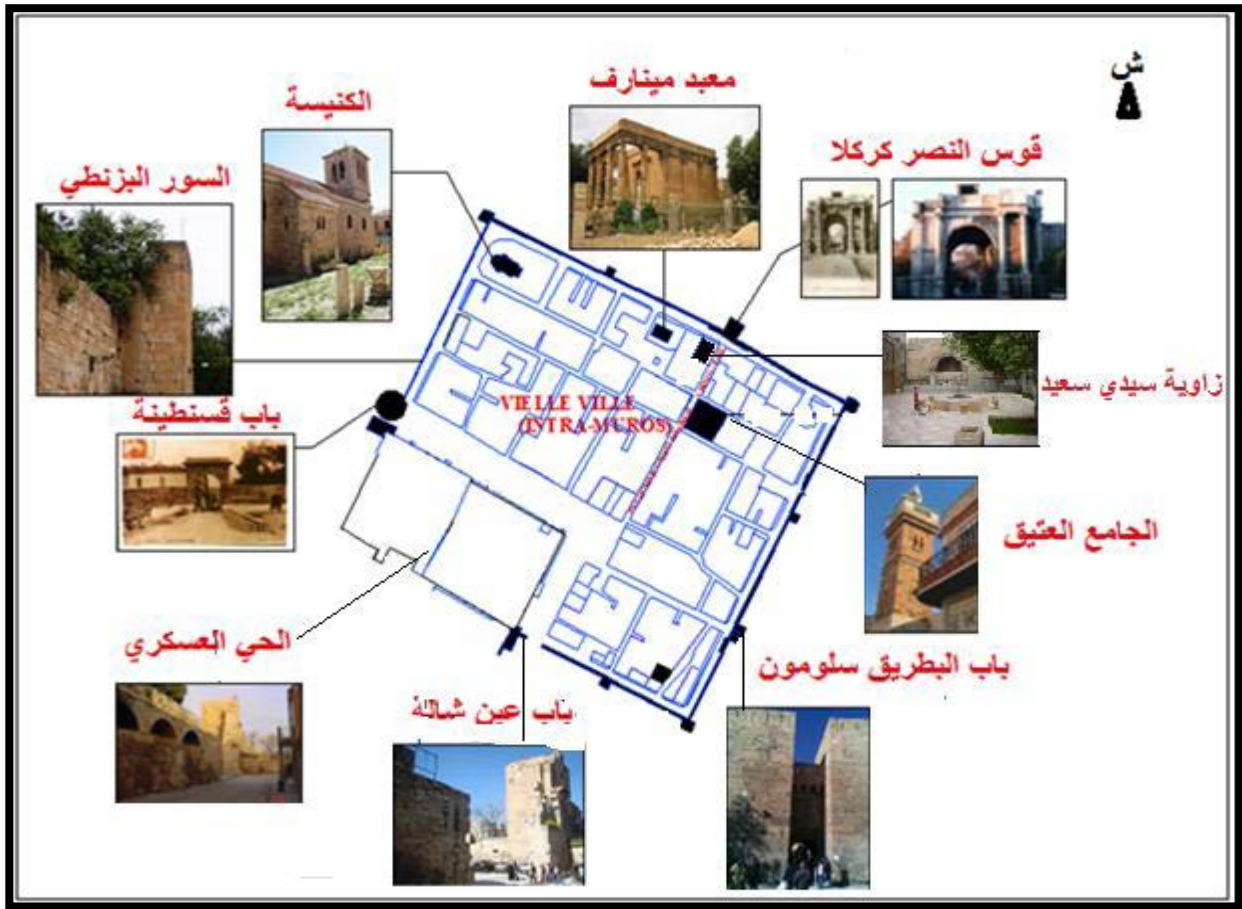 ش
معبد مينارف
الكنيسة
قوس النصر كركلا
السور البزنطي
زاوية سيدي سعيد
باب قسنطينة
VIELLE VILLE
(INTRA-MUROS)
الجامع العتيق
الحي العسكري
باب البطريق سلومون
باب عين شالة